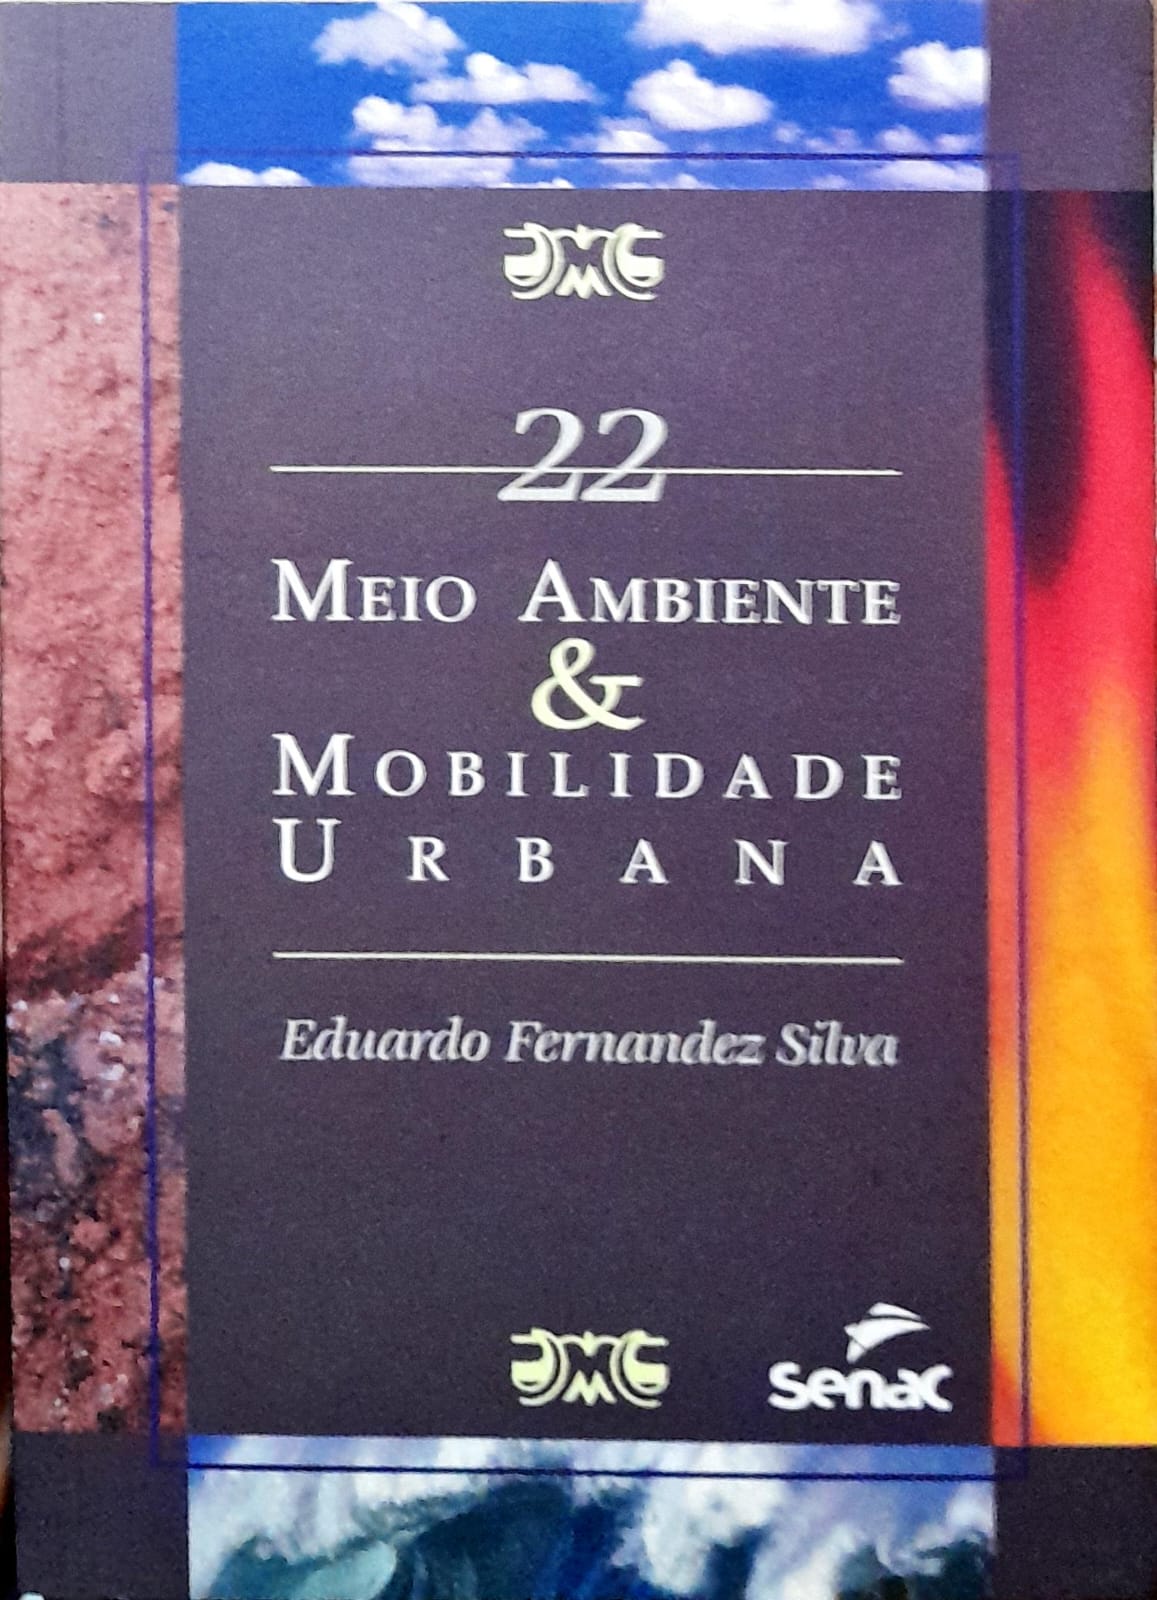 22
MEIO AMBIENTE
&
MOBILIDADE
URBANA
Eduardo Fernandez Silva
senac